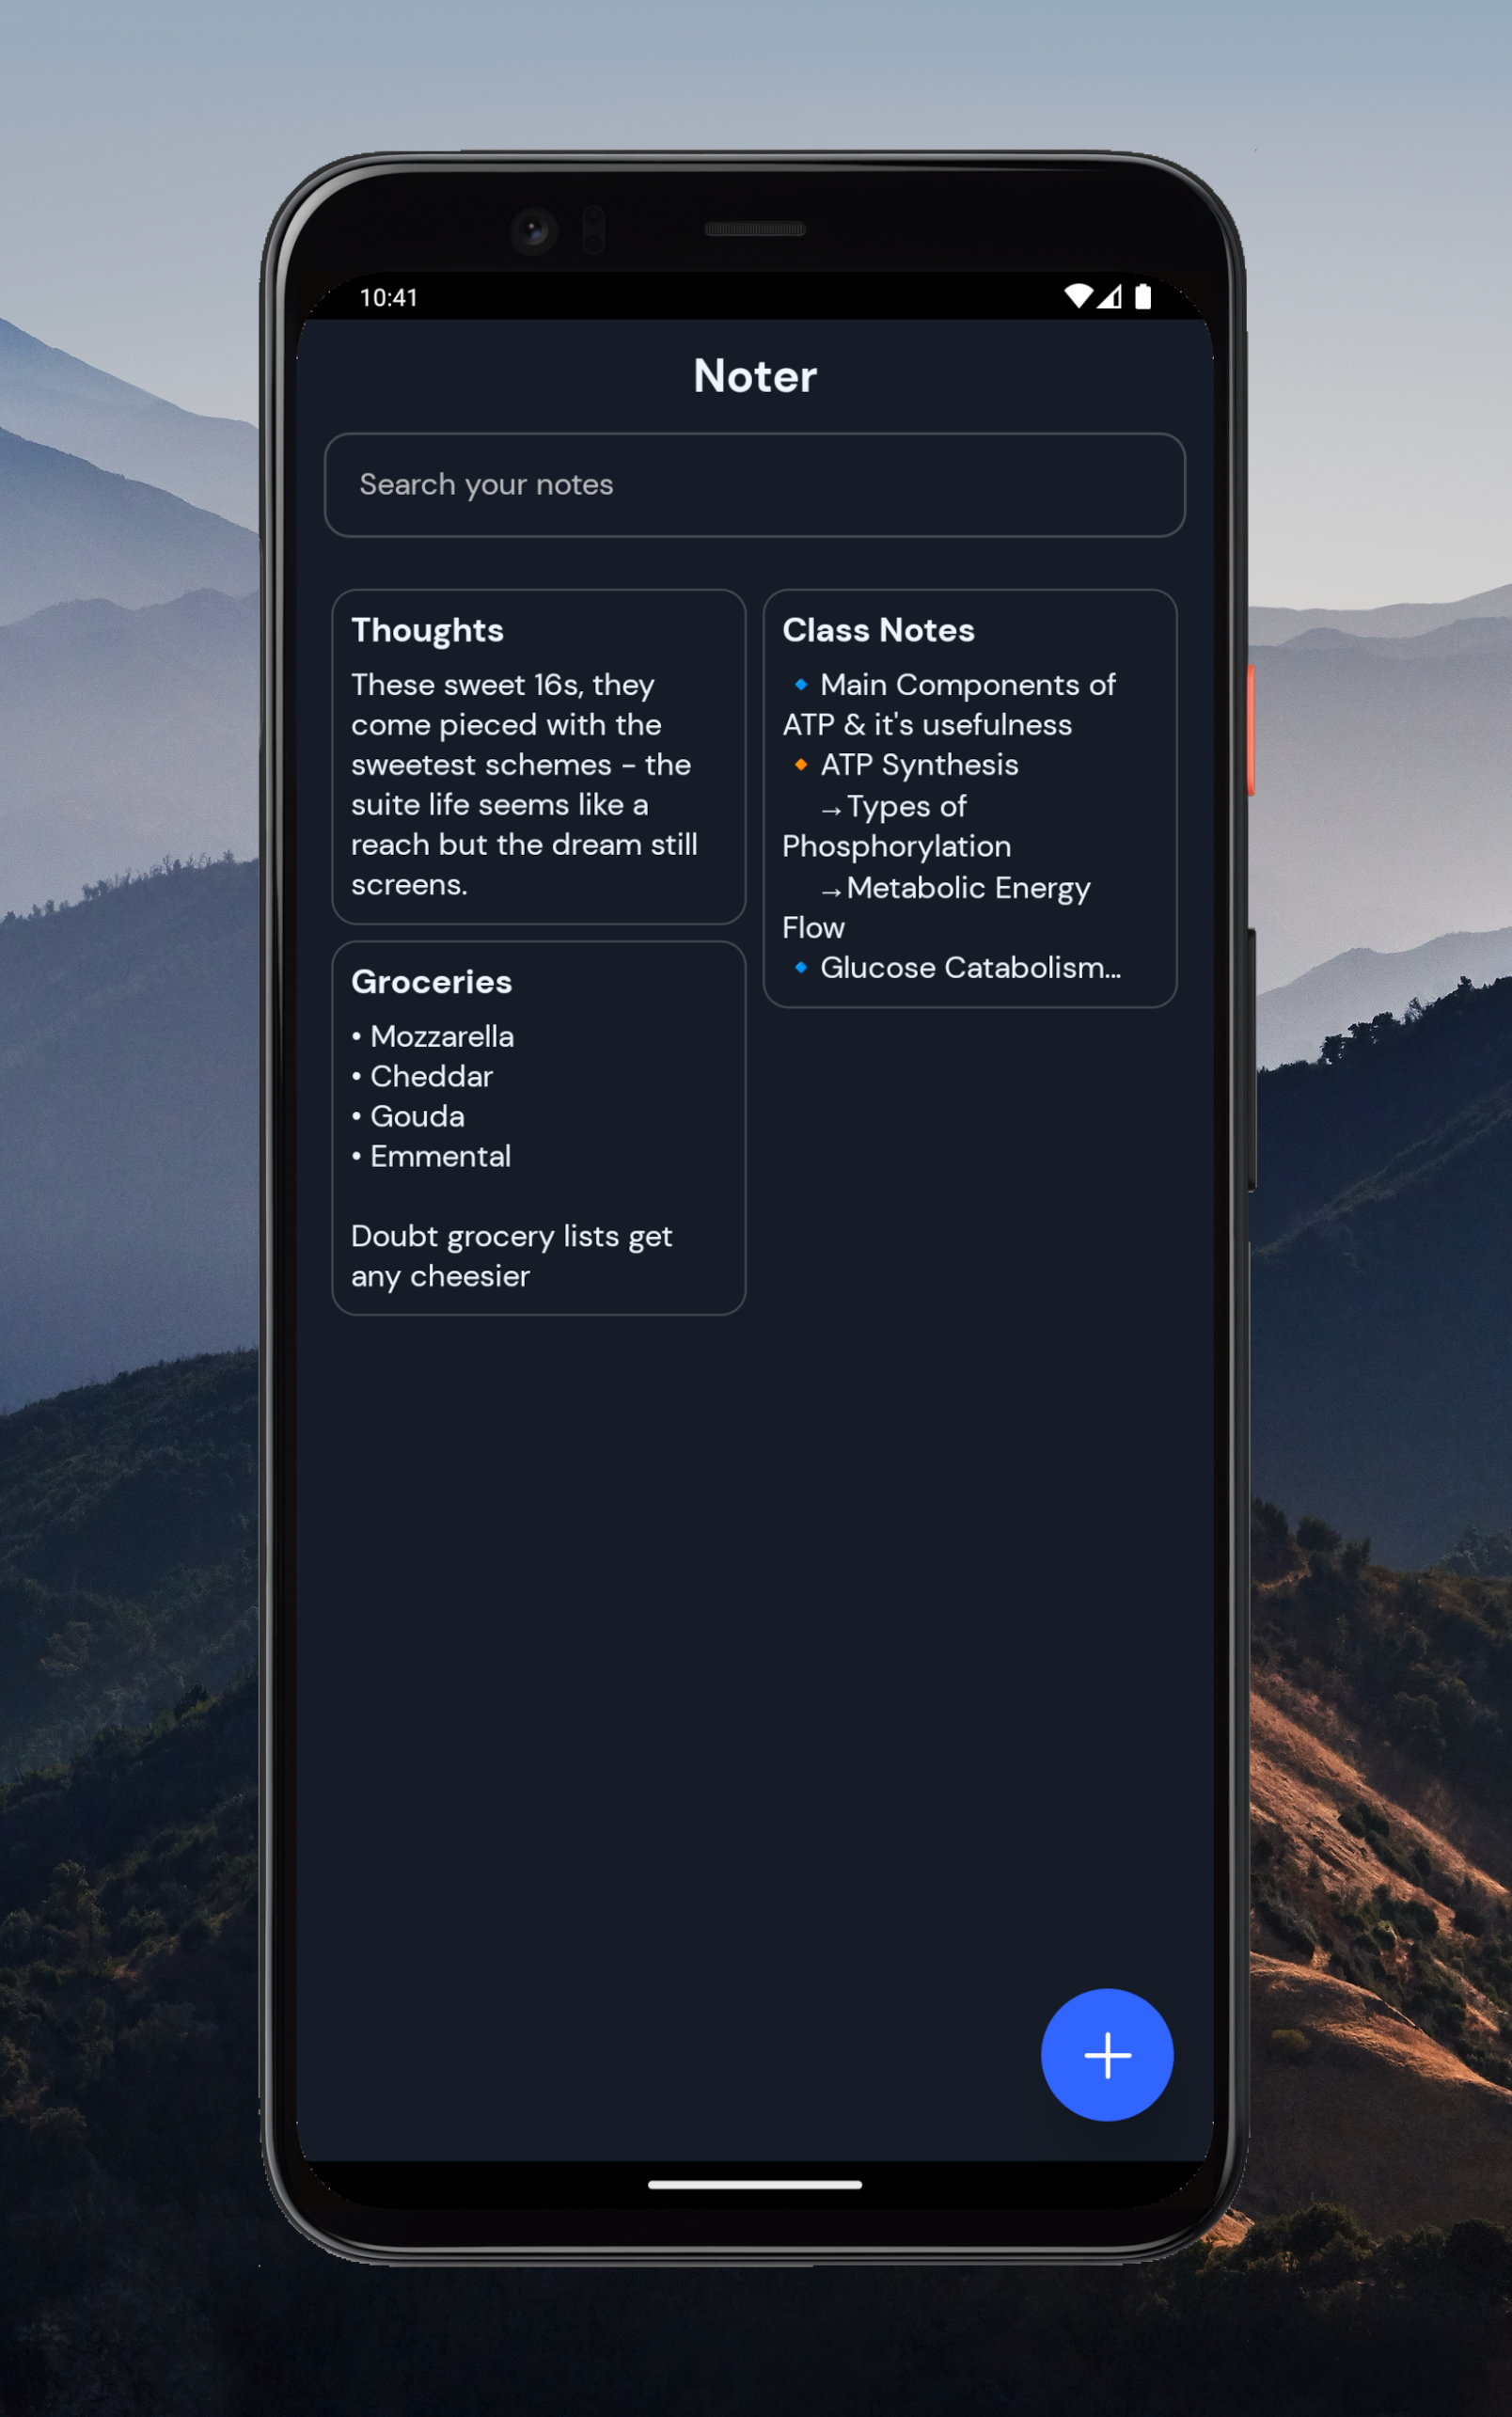 10:41
Noter
Search your notes
Thoughts
These sweet 16s, they
come pieced with the
sweetest schemes - the
suite life seems like a
reach but the dream still
screens.
Groceries
• Mozzarella
• Cheddar
• Gouda
• Emmental
Doubt grocery lists get
any cheesier
Class Notes
🔹 Main Components of
ATP & it's usefulness
🔸 ATP Synthesis
→Types of
Phosphorylation
→Metabolic Energy
Flow
🔹 Glucose Catabolism...